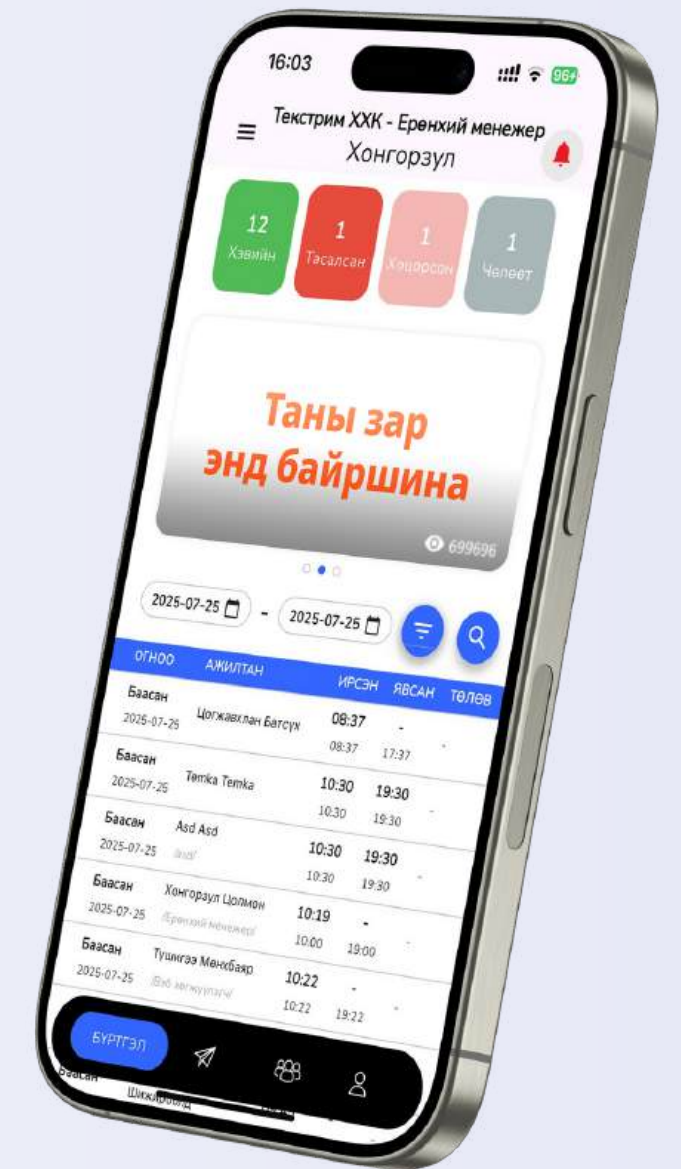 16:03
96
Текстрим ХХК - Ерөнхий менежер
Хонгорзул
12 1 1 1
Хэвийн Тасалсан Хоцорсон Чөлөөт
Таны зар
энд байршина
699696
2025-07-25 - 2025-07-25
ОГНОО АЖИЛТАН ИРСЭН ЯВСАН ТӨЛӨВ
Баасан Цогжавхлан Батсүх 08:37 - -
2025-07-25 08:37 17:37
Баасан Temka Temka 10:30 19:30 -
2025-07-25 10:30 19:30
Баасан Asd Asd 10:30 19:30 -
2025-07-25 /asd/ 10:30 19:30
Баасан Хонгорзул Цолмон 10:19 - -
2025-07-25 /Ерөнхий менежер/ 10:00 19:00
Баасан Түшигээ Мөнхбаяр 10:22 - -
2025-07-25 /Вэб хөгжүүлэгч/ 10:22 19:22
БҮРТГЭЛ
Баасан